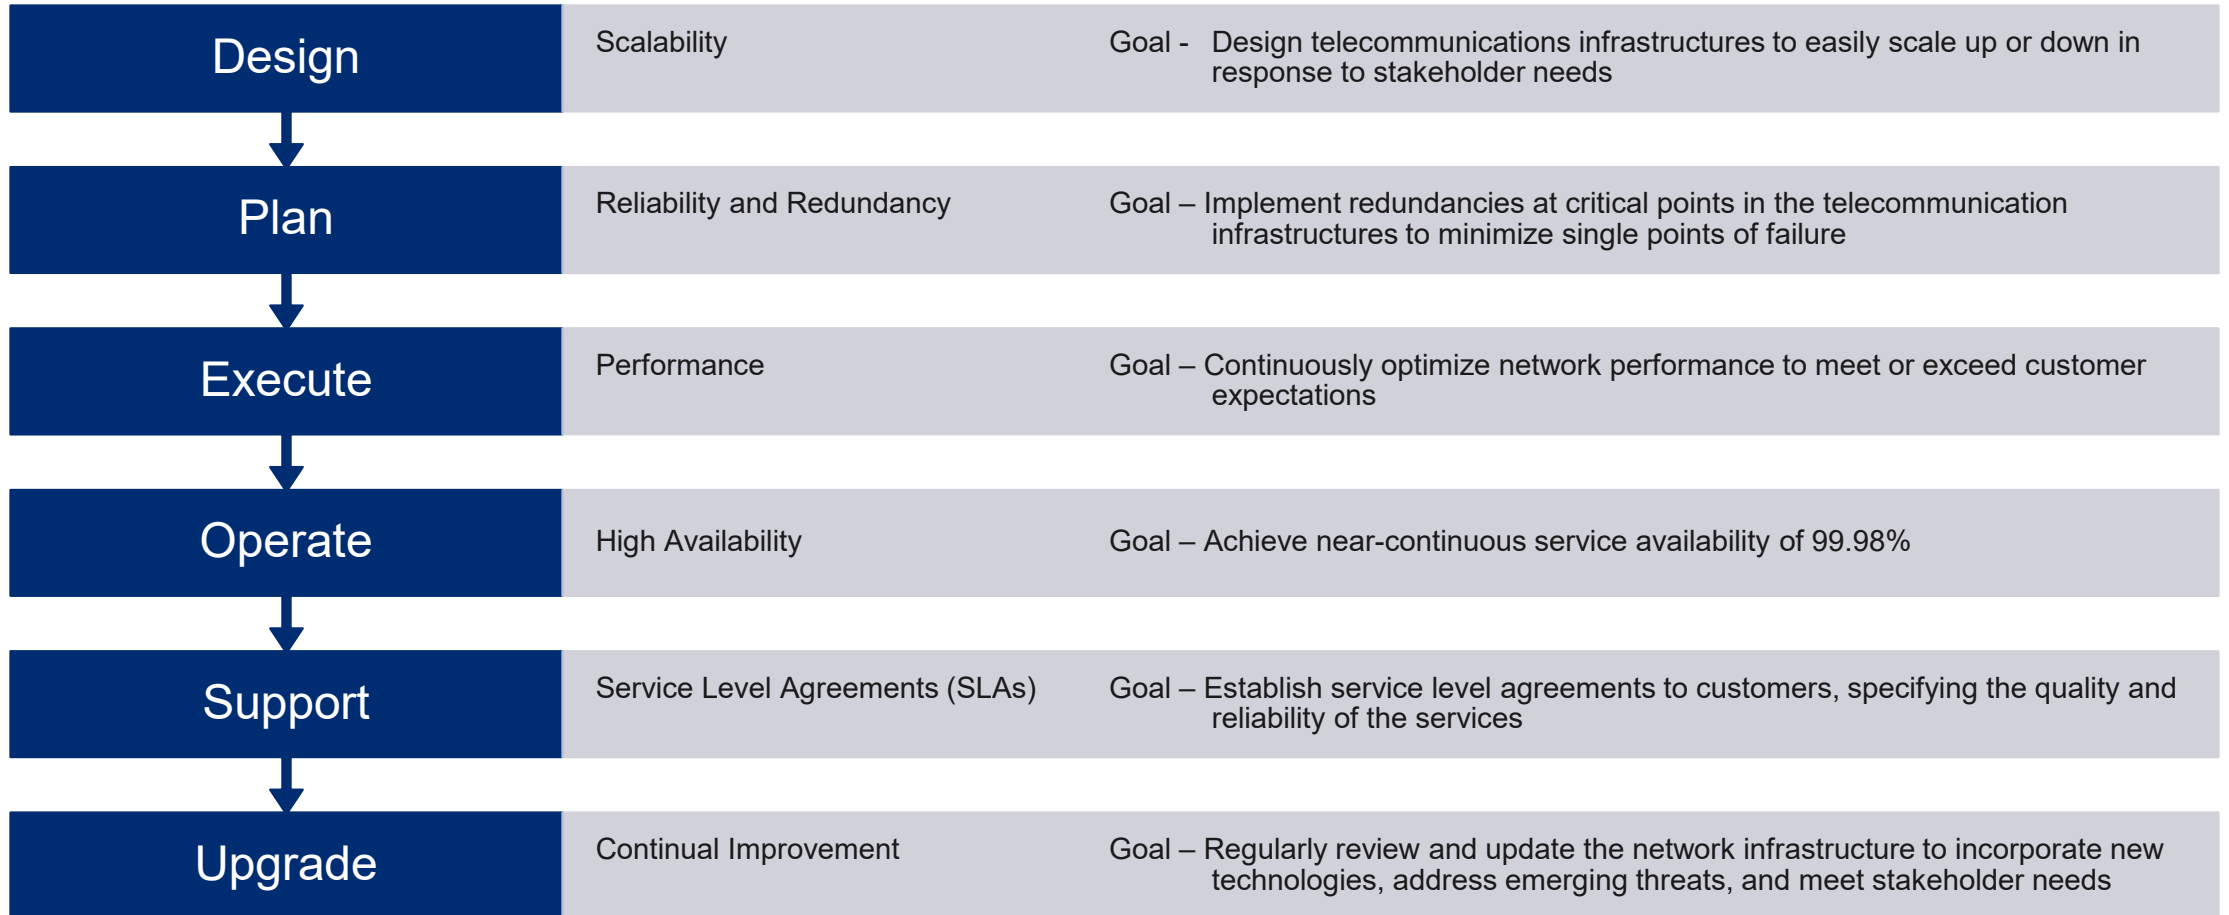 Design
Scalability
Goal - Design telecommunications infrastructures to easily scale up or down in
response to stakeholder needs
Plan
Reliability and Redundancy
Goal – Implement redundancies at critical points in the telecommunication
infrastructures to minimize single points of failure
Execute
Performance
Goal – Continuously optimize network performance to meet or exceed customer
expectations
Operate
High Availability
Goal – Achieve near-continuous service availability of 99.98%
Support
Service Level Agreements (SLAs)
Goal – Establish service level agreements to customers, specifying the quality and
reliability of the services
Upgrade
Continual Improvement
Goal – Regularly review and update the network infrastructure to incorporate new
technologies, address emerging threats, and meet stakeholder needs